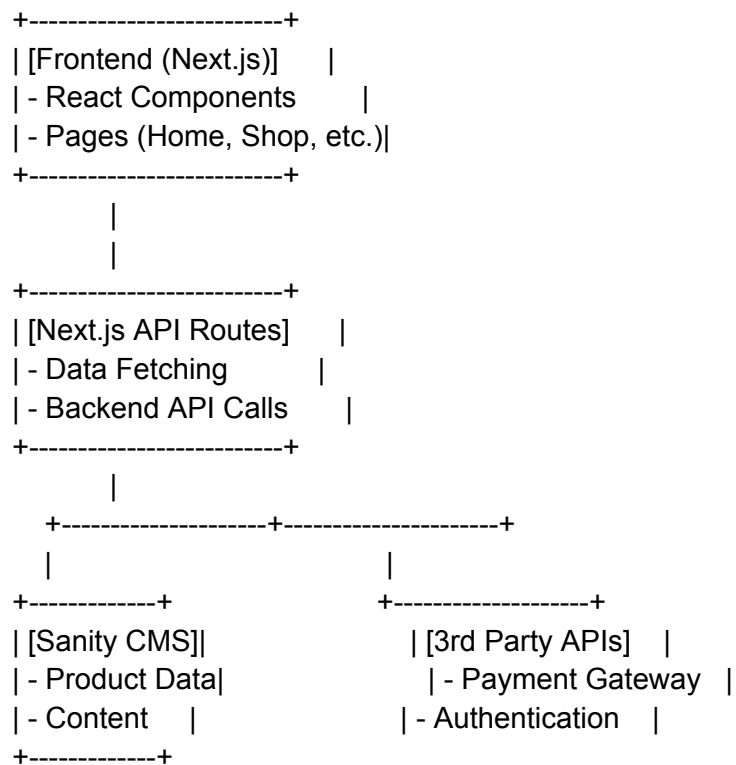 +--------------------------+
| [Frontend (Next.js)]     |
| - React Components        |
| - Pages (Home, Shop, etc.)|
+--------------------------+
|
|
+--------------------------+
| [Next.js API Routes]      |
| - Data Fetching           |
| - Backend API Calls       |
+--------------------------+
|
+---------------------+----------------------+
|                                   |
+-------------+                     +--------------------+
| [Sanity CMS]|                     | [3rd Party APIs]    |
| - Product Data|                     | - Payment Gateway   |
| - Content     |                     | - Authentication    |
+-------------+